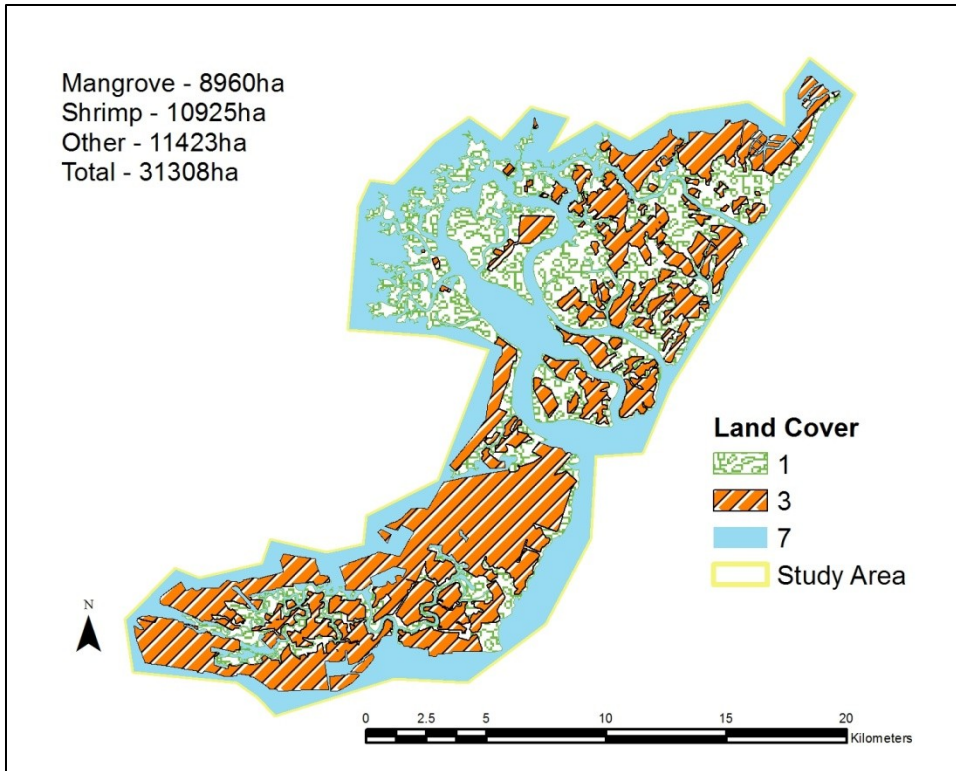 Mangrove - 8960ha
Shrimp - 10925ha
Other - 11423ha
Total - 31308ha
Land Cover
1
3
7
Study Area
N
0 2.5 5 10 15 20
Kilometers